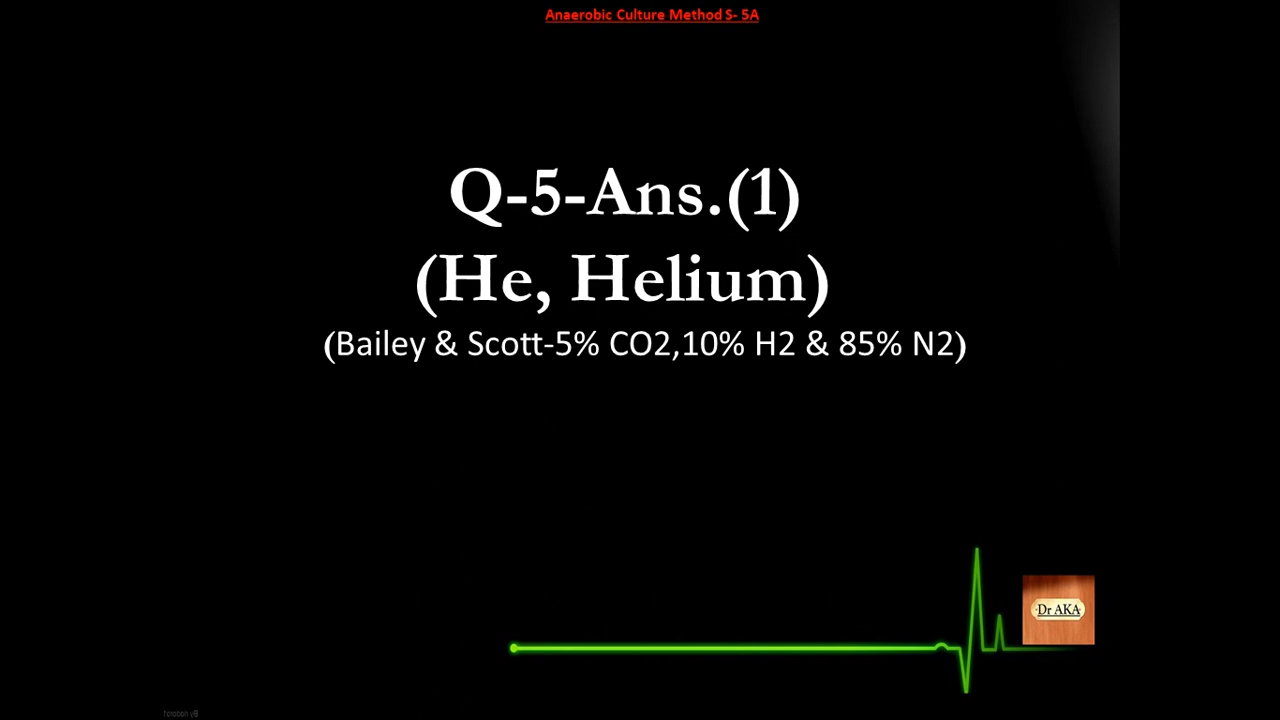 Anaerobic Culture Method S- 5A
Q-5-Ans.(1)
(He, Helium)
(Bailey & Scott-5% CO2,10% H2 & 85% N2)
Dr AKA